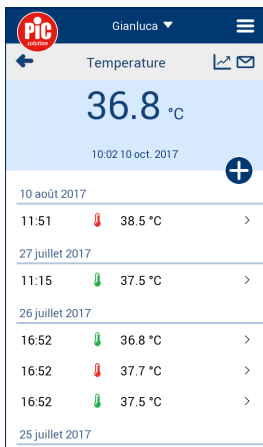 PiC
solution
Gianluca
Temperature
36.8 °C
10:02 10 oct. 2017
10 août 2017
11:51 38.5 °C
27 juillet 2017
11:15 37.5 °C
26 juillet 2017
16:52 36.8 °C
16:52 37.7 °C
16:52 37.5 °C
25 juillet 2017